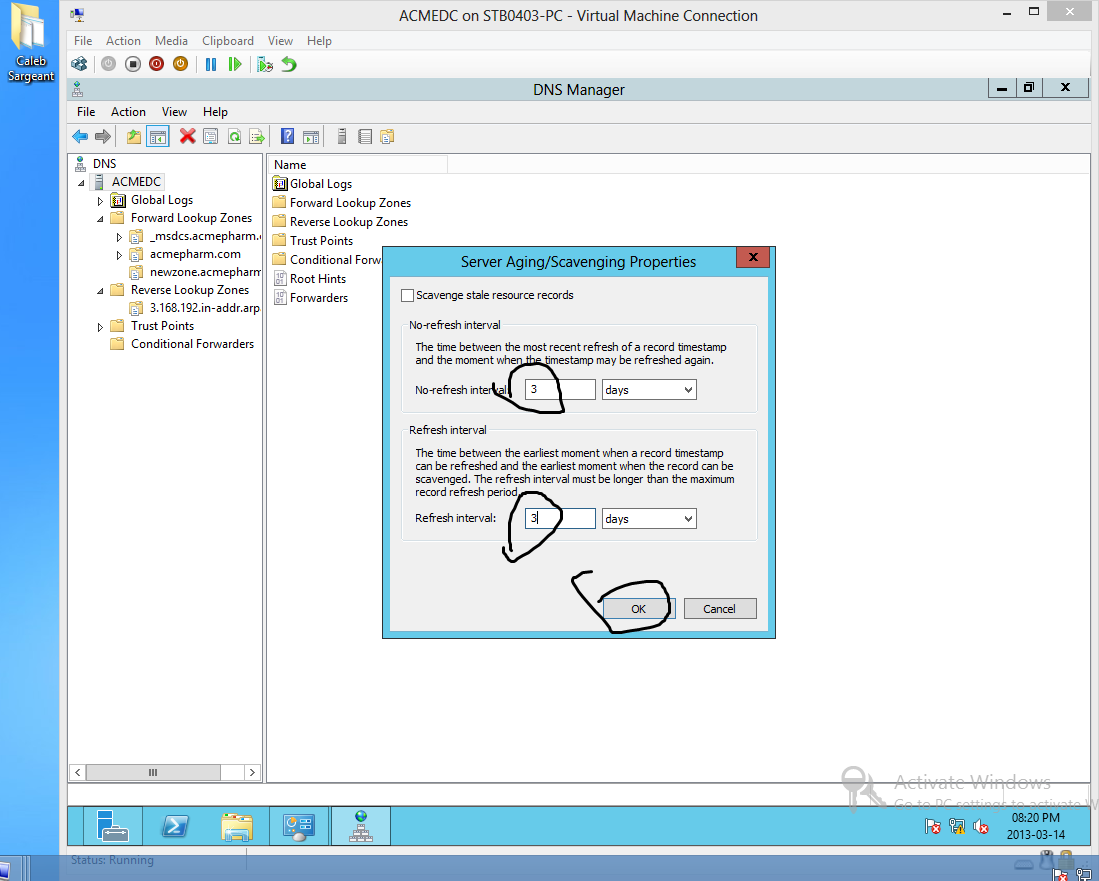 Caleb
Sargeant
ACMEDC on STB0403-PC - Virtual Machine Connection
File Action Media Clipboard View Help
DNS Manager
File Action View Help
DNS
ACMEDC
Global Logs
Forward Lookup Zones
_msdcs.acmepharm.
acmepharm.com
newzone.acmepharm
Reverse Lookup Zones
3.168.192.in-addr.arp
Trust Points
Conditional Forwarders
Name
Global Logs
Forward Lookup Zones
Reverse Lookup Zones
Trust Points
Conditional Forw
Root Hints
Forwarders
Server Aging/Scavenging Properties
Scavenge stale resource records
No-refresh interval
The time between the most recent refresh of a record timestamp
and the moment when the timestamp may be refreshed again.
No-refresh interval: 3 days
Refresh interval
The time between the earliest moment when a record timestamp
can be refreshed and the earliest moment when the record can be
scavenged. The refresh interval must be longer than the maximum
record refresh period.
Refresh interval: 3 days
OK Cancel
Activate Windows
Go to PC settings to activate W
08:20 PM
2013-03-14
Status: Running